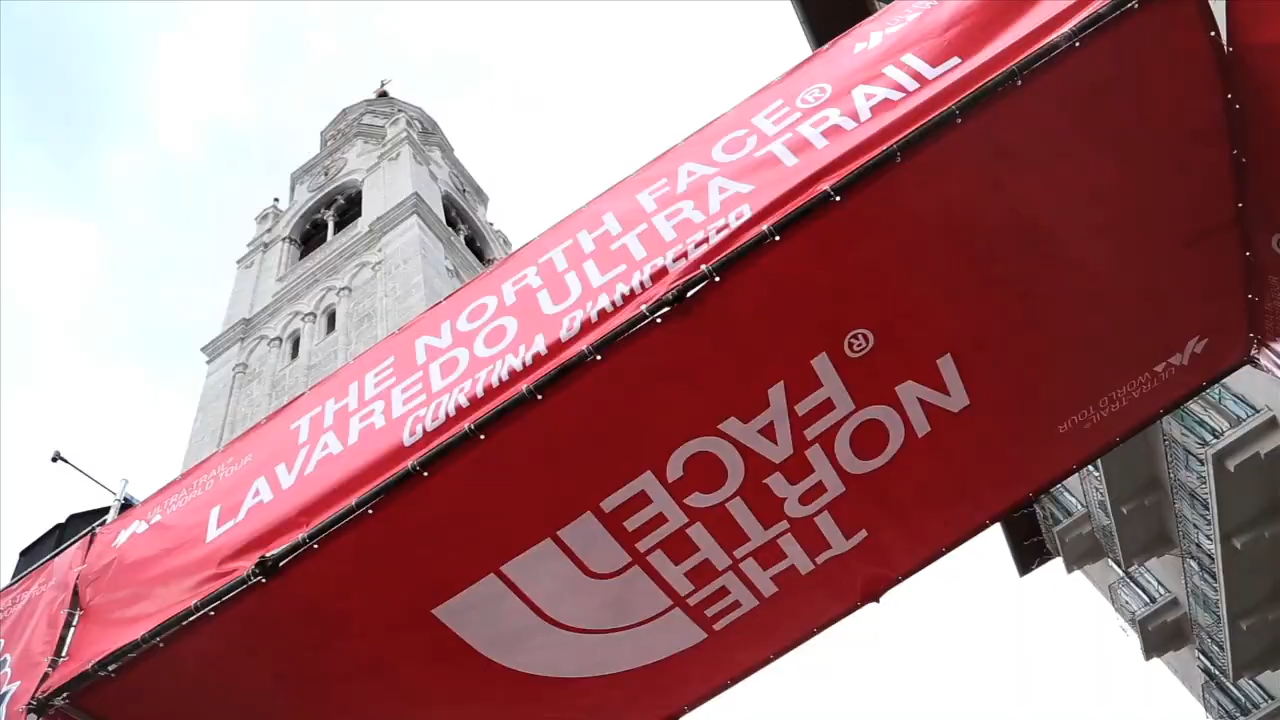 THE NORTH FACE®
LAVAREDO ULTRA TRAIL
CORTINA D'AMPEZZO
ULTRA-TRAIL®
WORLD TOUR
THE
NORTH
FACE®
ULTRA-TRAIL®
WORLD TOUR